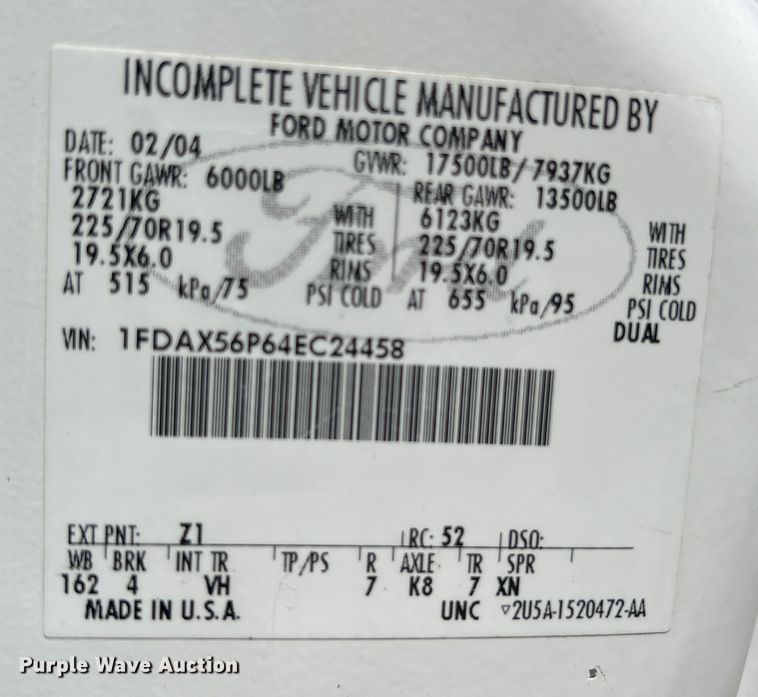 INCOMPLETE VEHICLE MANUFACTURED BY
FORD MOTOR COMPANY
DATE: 02/04 GVWR: 17500LB/7937KG
FRONT GAWR: 6000LB REAR GAWR: 13500LB
2721KG WITH 6123KG WITH
225/70R19.5 TIRES 225/70R19.5 TIRES
19.5X6.0 RIMS 19.5X6.0 RIMS
AT 515 kPa/75 PSI COLD AT 655 kPa/95 PSI COLD
DUAL
Ford
VIN: 1FDAX56P64EC24458
EXT PNT: Z1 RC: 52 DSO:
WB BRK INT TR TP/PS R AXLE TR SPR
162 4 VH 7 K8 7 XN
MADE IN U.S.A. UNC ▽2U5A-1520472-AA
Purple Wave Auction